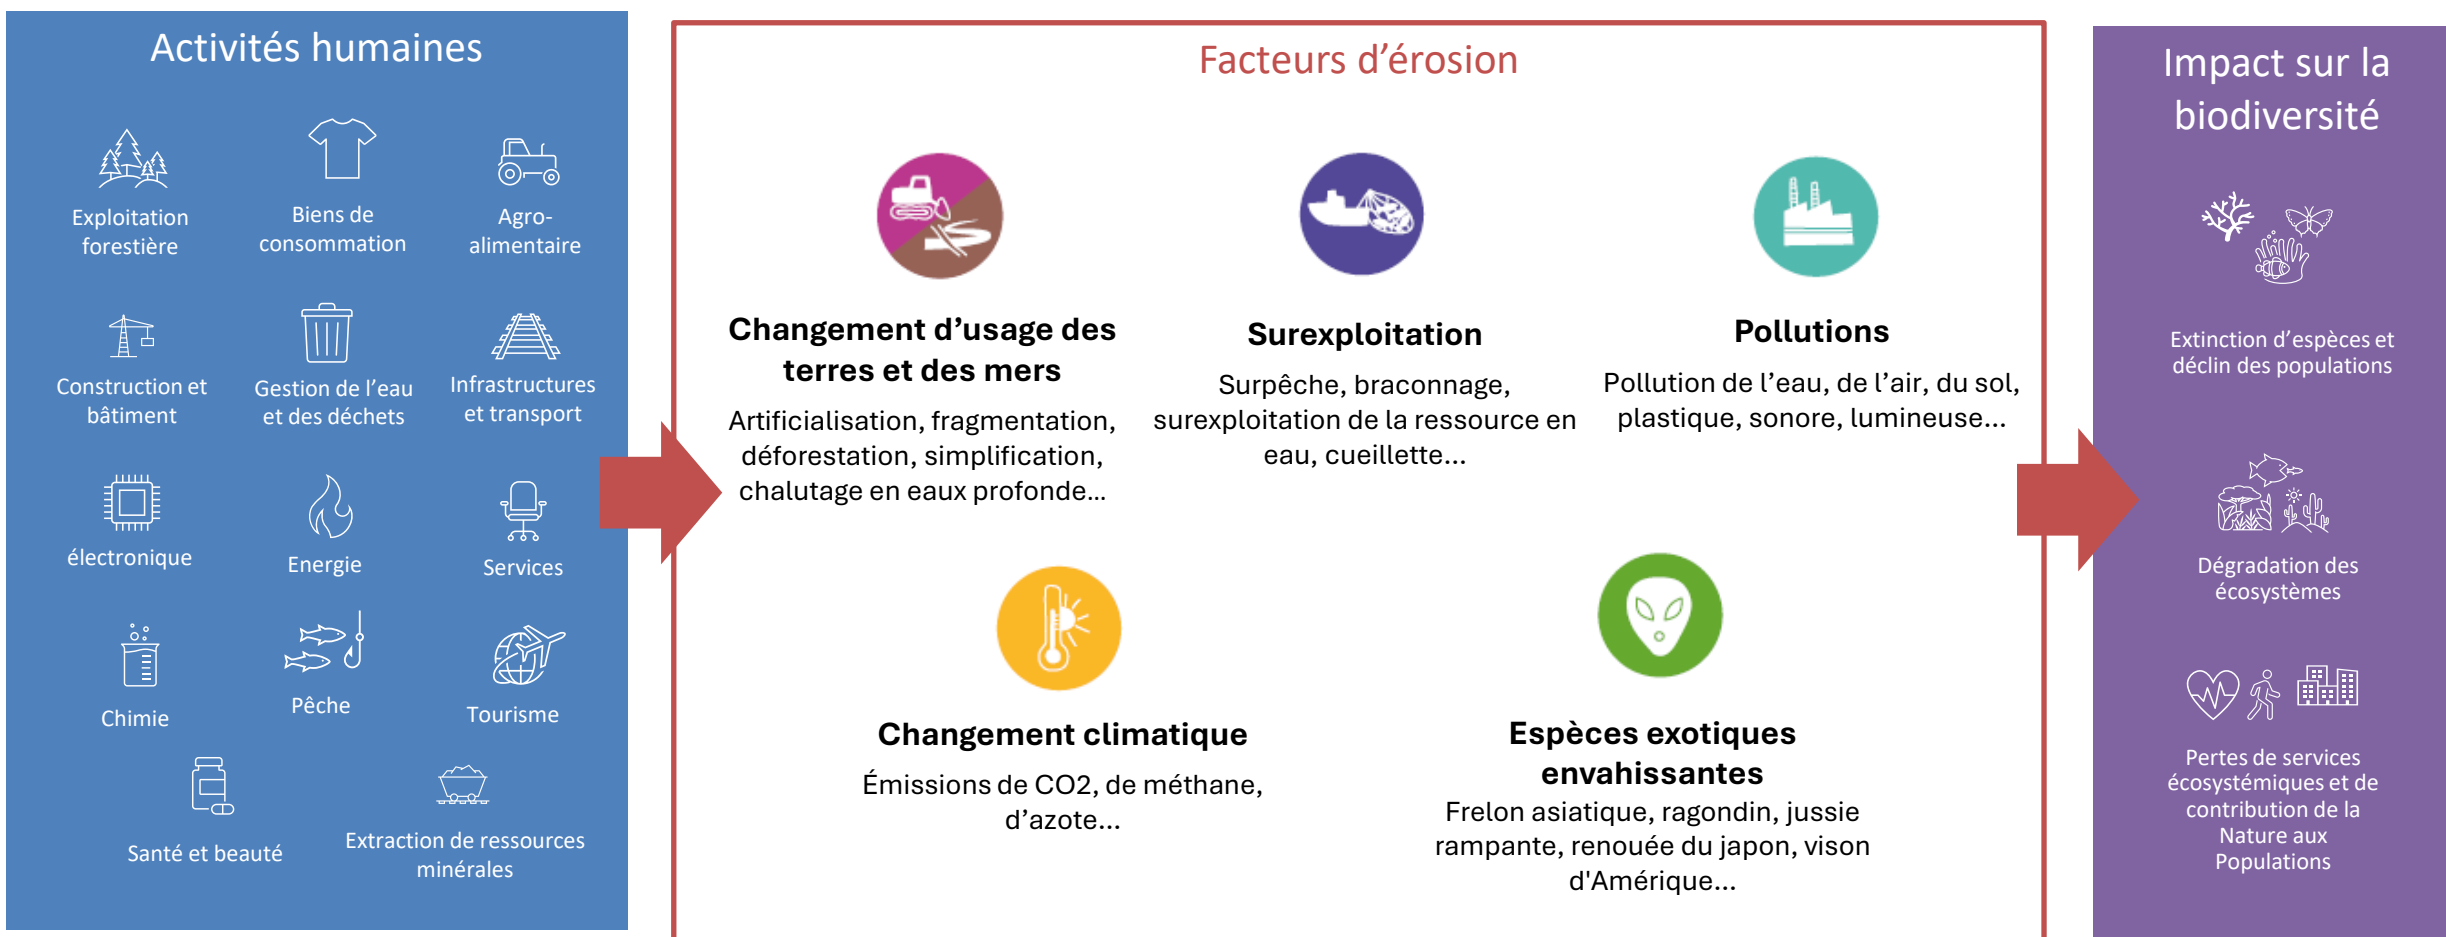 Activités humaines
Exploitation
forestière
Biens de
consommation
Agro-
alimentaire
Construction et
bâtiment
Gestion de l’eau
et des déchets
Infrastructures
et transport
électronique
Energie
Services
Chimie
Pêche
Tourisme
Santé et beauté
Extraction de ressources
minérales
Facteurs d’érosion
Changement d’usage des
terres et des mers
Artificialisation, fragmentation,
déforestation, simplification,
chalutage en eaux profonde…
Surexploitation
Surpêche, braconnage,
surexploitation de la ressource en
eau, cueillette…
Pollutions
Pollution de l’eau, de l’air, du sol,
plastique, sonore, lumineuse…
Changement climatique
Émissions de CO2, de méthane,
d’azote…
Espèces exotiques
envahissantes
Frelon asiatique, ragondin, jussie
rampante, renouée du japon, vison
d'Amérique…
Impact sur la
biodiversité
Extinction d’espèces et
déclin des populations
Dégradation des
écosystèmes
Pertes de services
écosystémiques et de
contribution de la
Nature aux
Populations